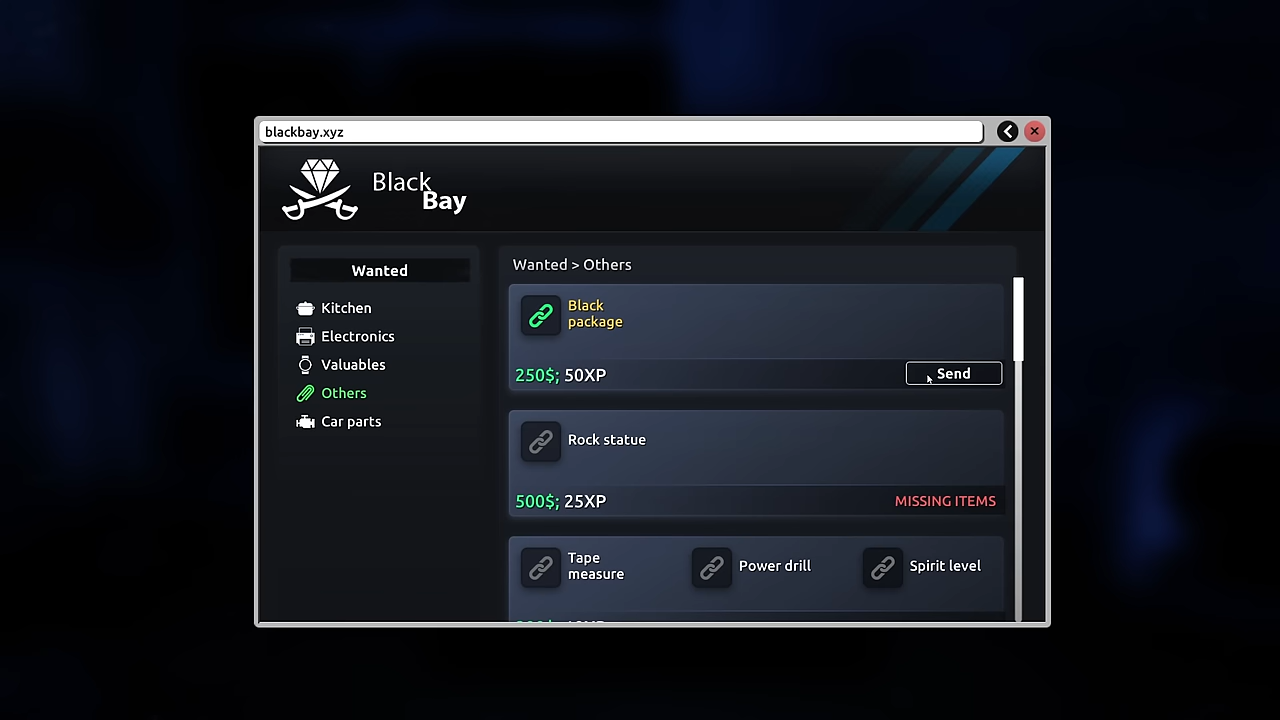 blackbay.xyz
Black
Bay
Wanted
Kitchen
Electronics
Valuables
Others
Car parts
Wanted > Others
Black
package
250$; 50XP
Send
Rock statue
500$; 25XP
MISSING ITEMS
Tape
measure
Power drill
Spirit level